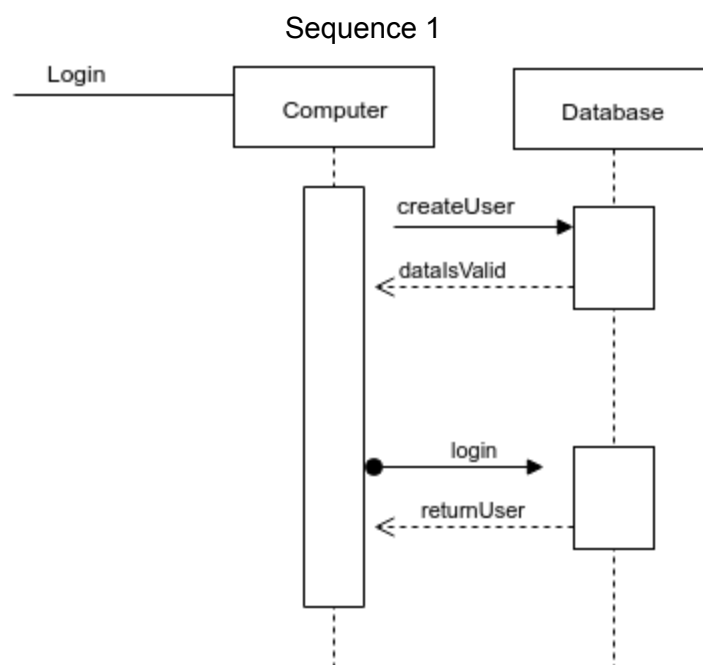 Sequence 1
Login
Computer
Database
createUser
dataIsValid
login
returnUser